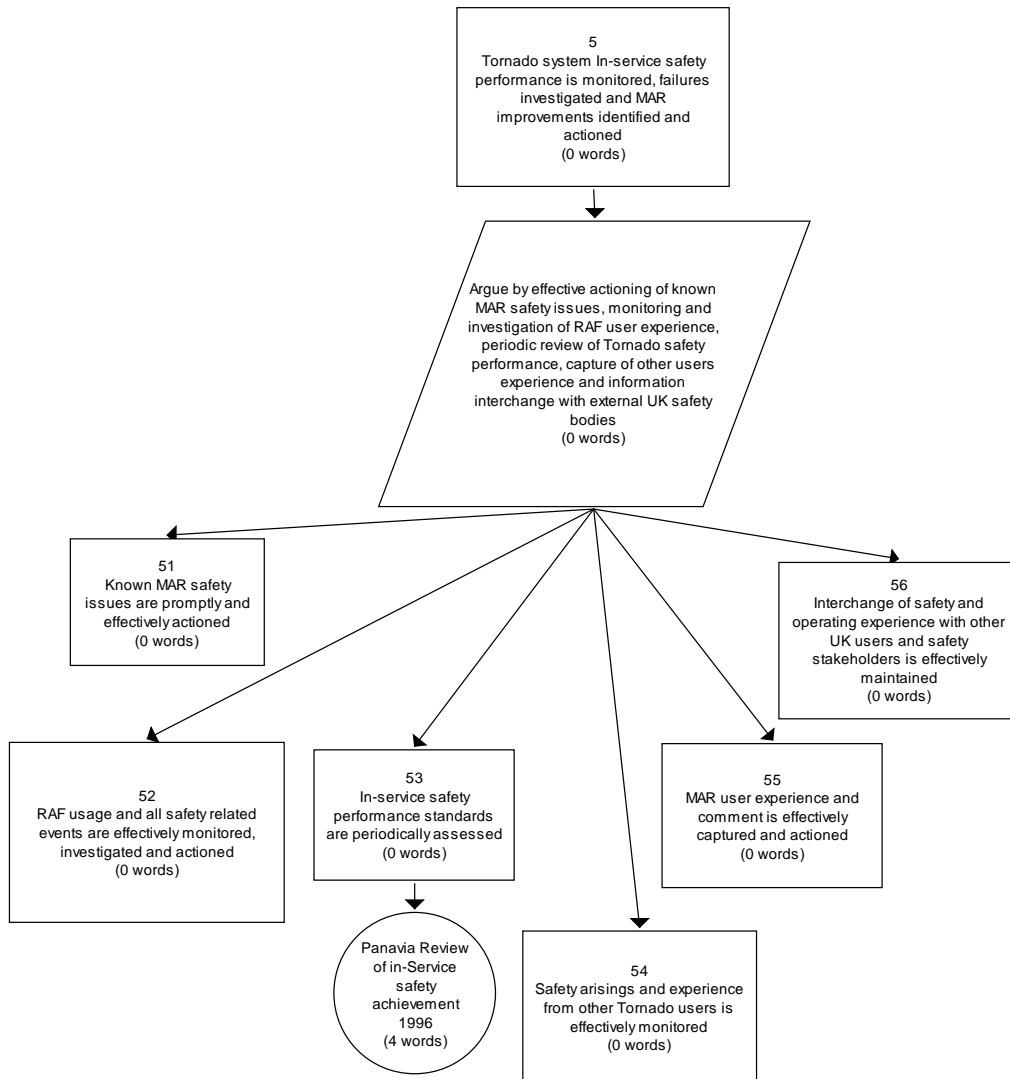 5
Tornado system In-service safety
performance is monitored, failures
investigated and MAR
improvements identified and
actioned
(0 words)
Argue by effective actioning of known
MAR safety issues, monitoring and
investigation of RAF user experience,
periodic review of Tornado safety
performance, capture of other users
experience and information
interchange with external UK safety
bodies
(0 words)
51
Known MAR safety
issues are promptly and
effectively actioned
(0 words)
56
Interchange of safety and
operating experience with other
UK users and safety
stakeholders is effectively
maintained
(0 words)
52
RAF usage and all safety related
events are effectively monitored,
investigated and actioned
(0 words)
53
In-service safety
performance standards
are periodically assessed
(0 words)
55
MAR user experience and
comment is effectively
captured and actioned
(0 words)
Panavia Review
of in-Service
safety
achievement
1996
(4 words)
54
Safety arisings and experience
from other Tornado users is
effectively monitored
(0 words)